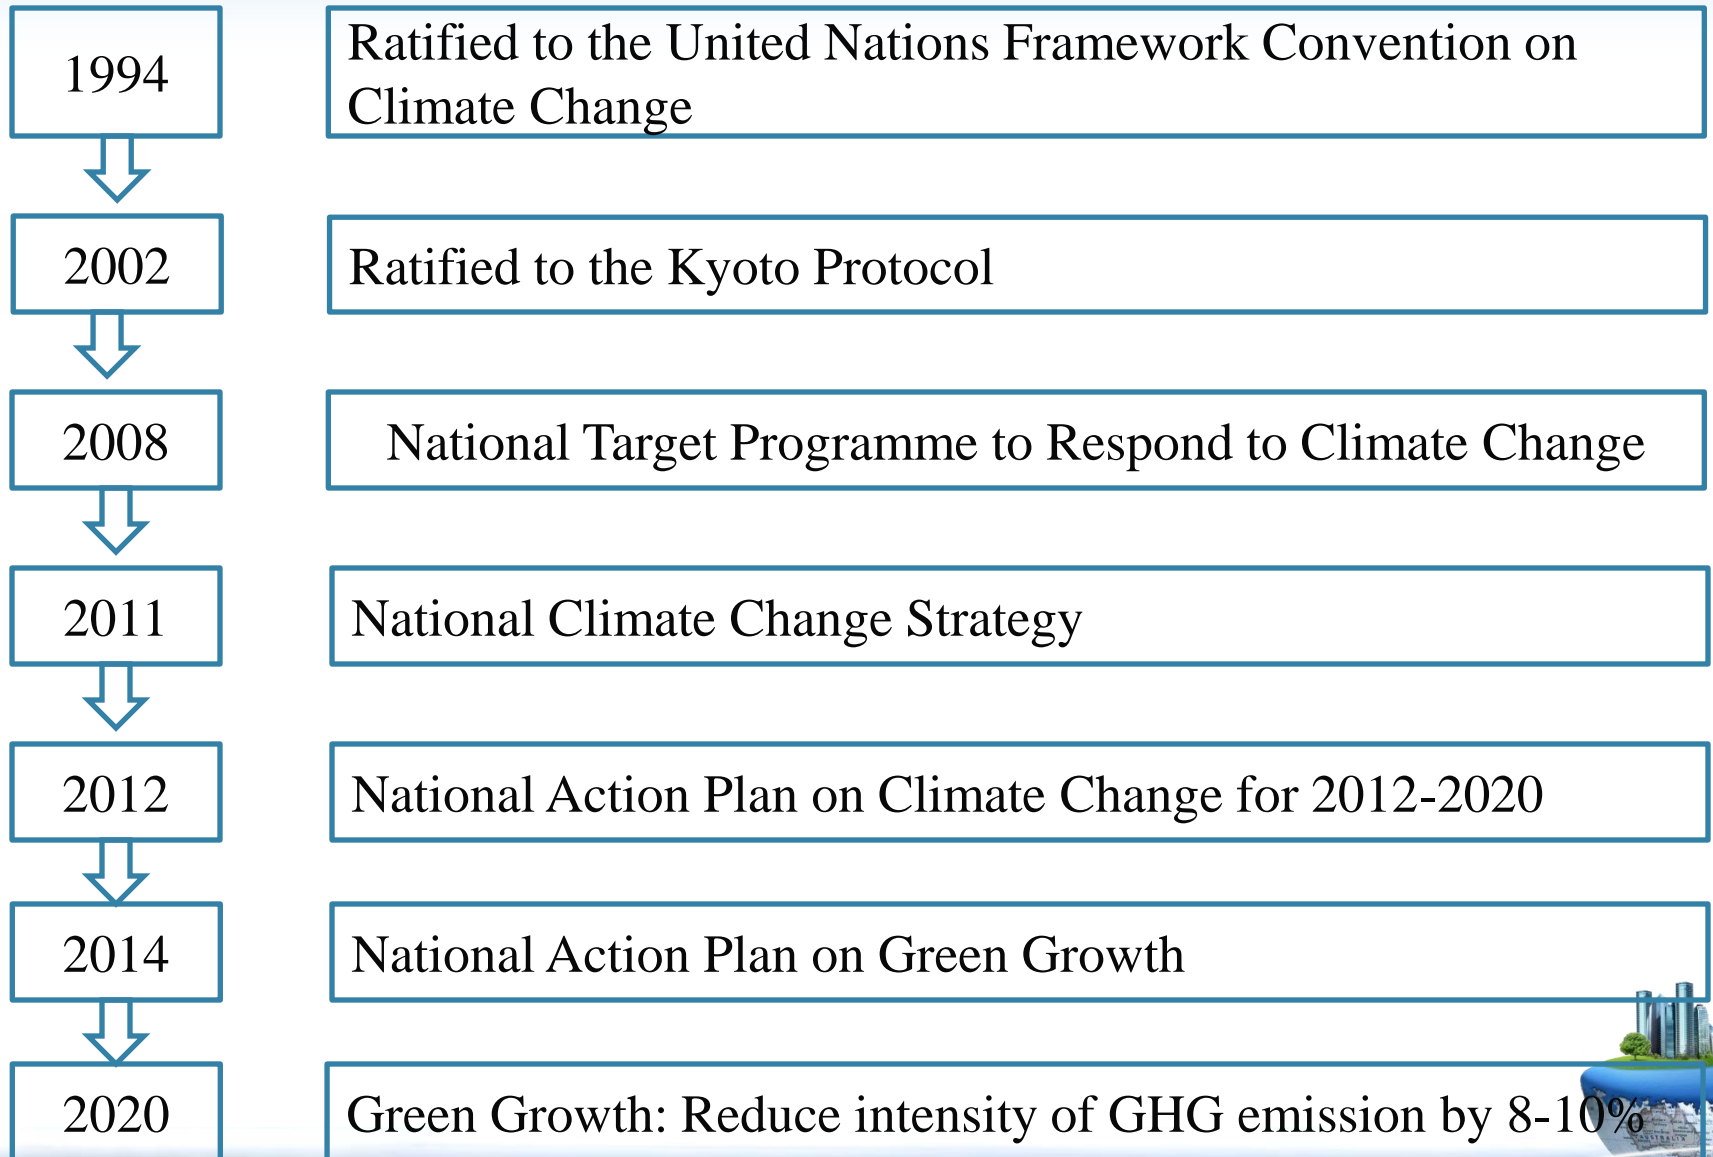 1994
Ratified to the United Nations Framework Convention on
Climate Change
2002
Ratified to the Kyoto Protocol
2008
National Target Programme to Respond to Climate Change
2011
National Climate Change Strategy
2012
National Action Plan on Climate Change for 2012-2020
2014
National Action Plan on Green Growth
2020
Green Growth: Reduce intensity of GHG emission by 8-10%
AUSTRALIA